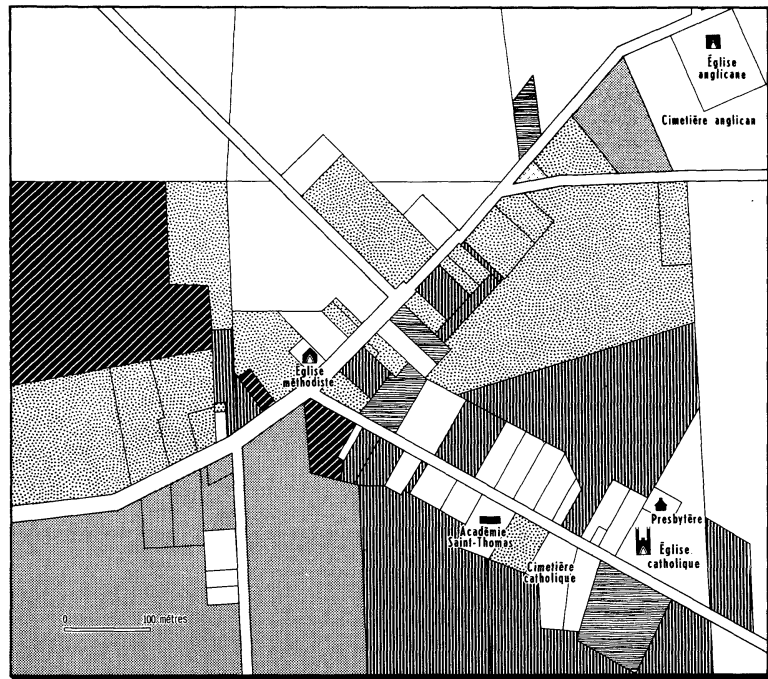 Église
anglicane
Cimetière anglican
Église
méthodiste
Académie
Saint-Thomas
Cimetière
catholique
Presbytère
Église
catholique
0 100 mètres